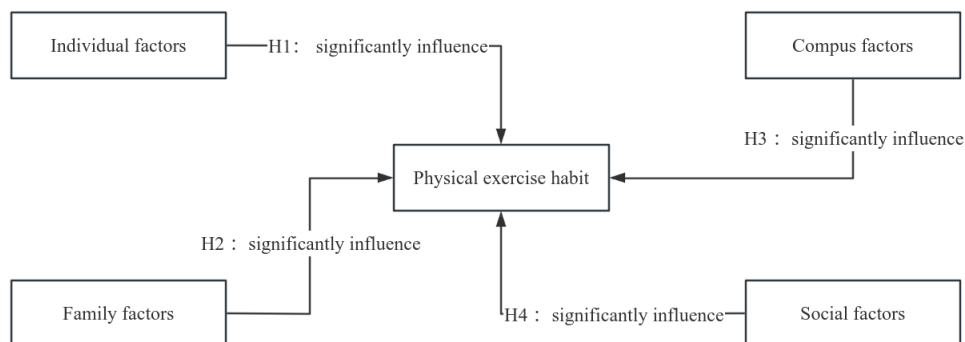 Individual factors
H1： significantly influence
Compus factors
H3： significantly influence
Physical exercise habit
H2： significantly influence
Family factors
H4： significantly influence
Social factors